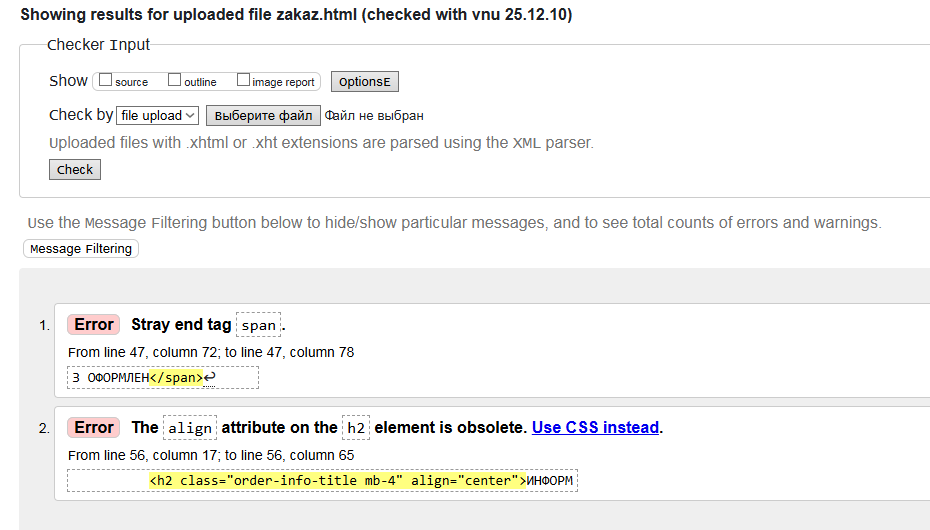 Showing results for uploaded file zakaz.html (checked with vnu 25.12.10)
Checker Input
Show source outline image report OptionsE
Check by file upload Выберите файл Файл не выбран
Uploaded files with .xhtml or .xht extensions are parsed using the XML parser.
Check
Use the Message Filtering button below to hide/show particular messages, and to see total counts of errors and warnings.
Message Filtering
1. Error Stray end tag span.
From line 47, column 72; to line 47, column 78
З ОФОРМЛЕН</span>↩
2. Error The align attribute on the h2 element is obsolete. Use CSS instead.
From line 56, column 17; to line 56, column 65
<h2 class="order-info-title mb-4" align="center">ИНФОРМ